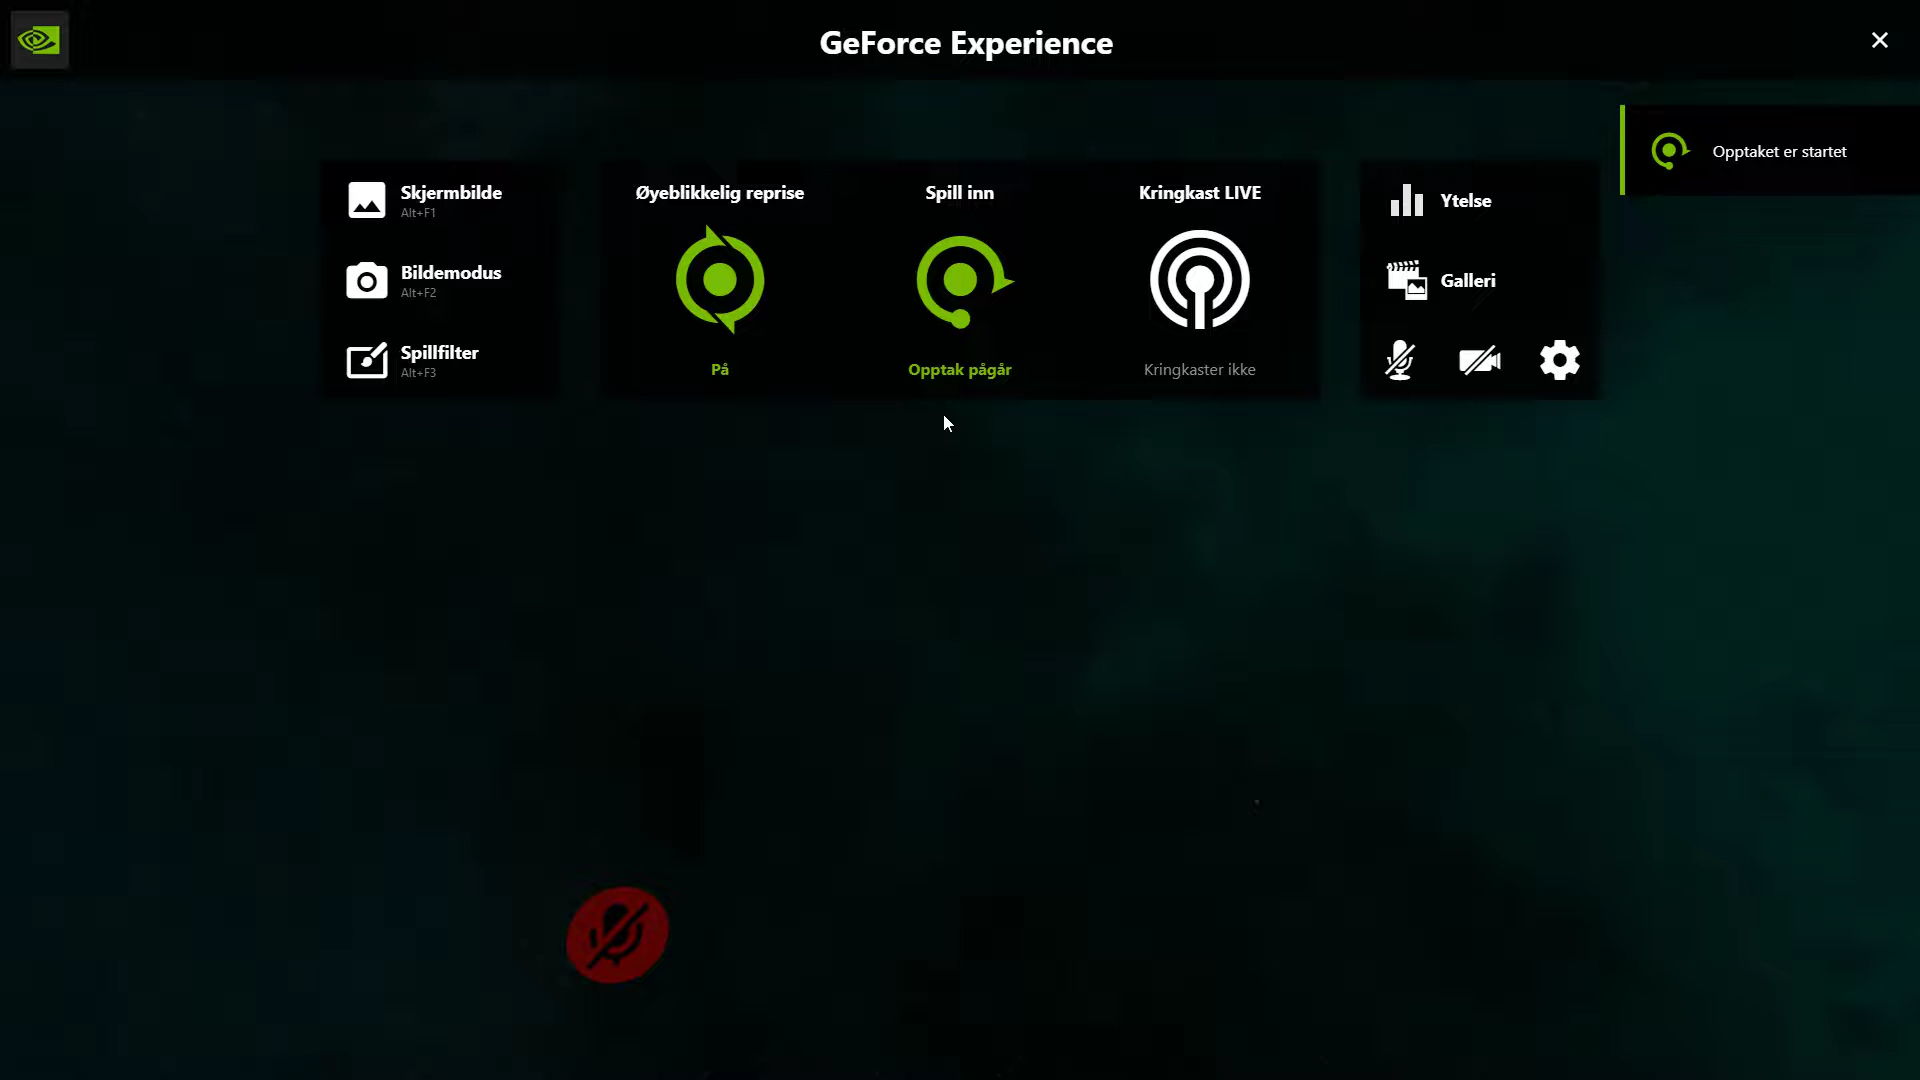 GeForce Experience
Opptaket er startet
Skjermbilde
Alt+F1
Bildemodus
Alt+F2
Spillfilter
Alt+F3
Øyeblikkelig reprise
På
Spill inn
Opptak pågår
Kringkast LIVE
Kringkaster ikke
Ytelse
Galleri